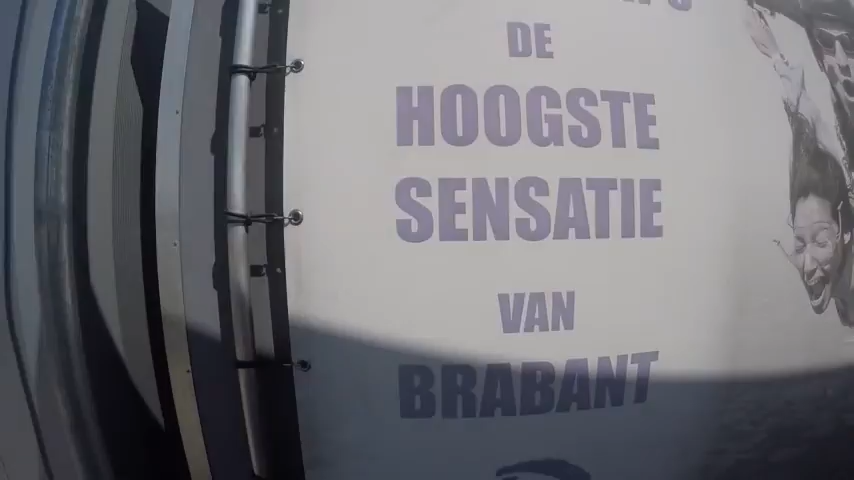 DE
HOOGSTE
SENSATIE
VAN
BRABANT